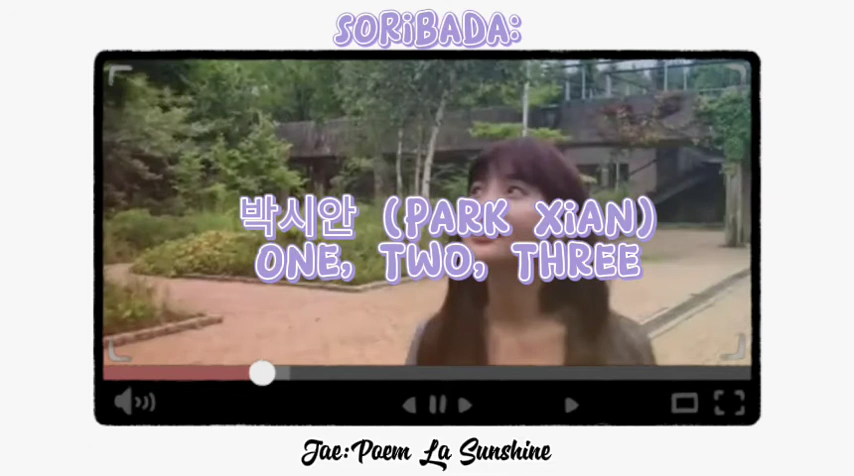 SORiBADA:
박시안 (PARK XiAN)
ONE, TWO, THREE
Jae:Poem La Sunshine